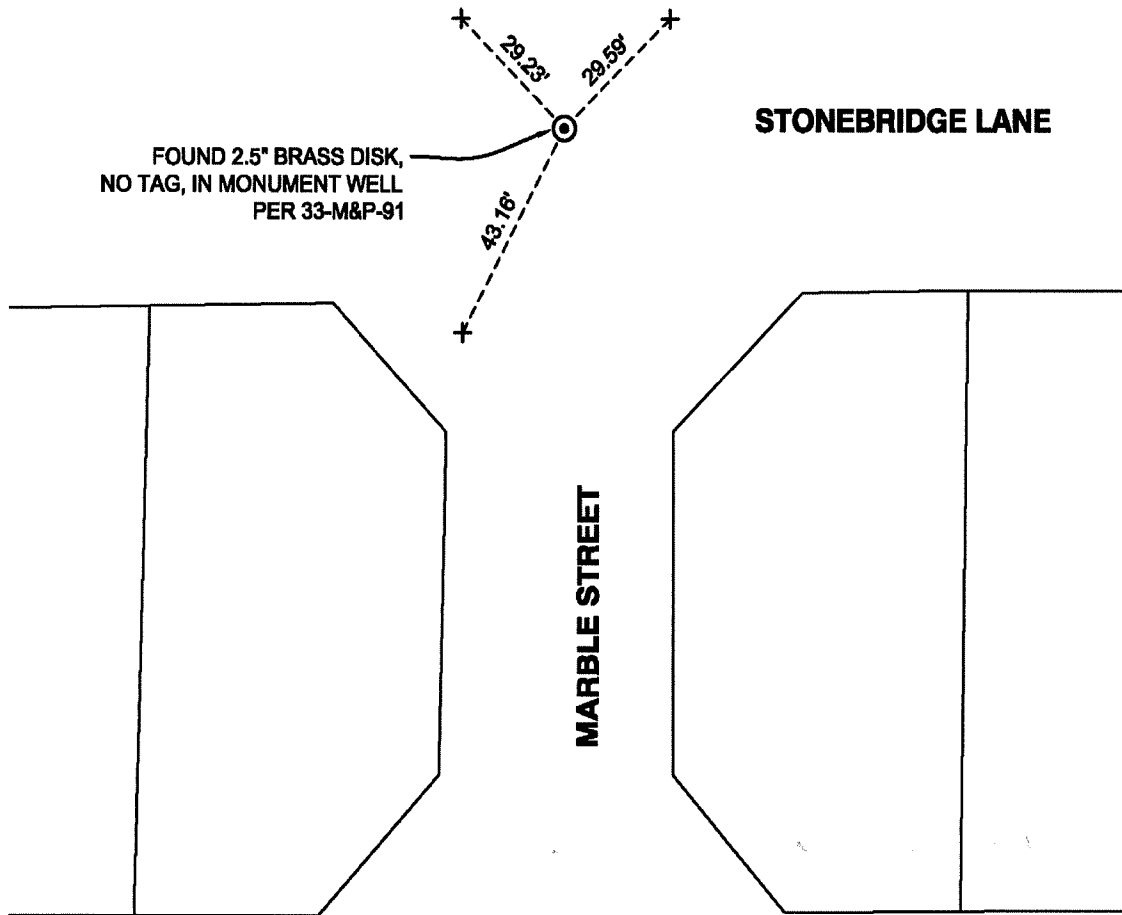 29.23'
29.59'
STONEBRIDGE LANE
FOUND 2.5" BRASS DISK,
NO TAG, IN MONUMENT WELL
PER 33-M&P-91
43.16'
MARBLE STREET